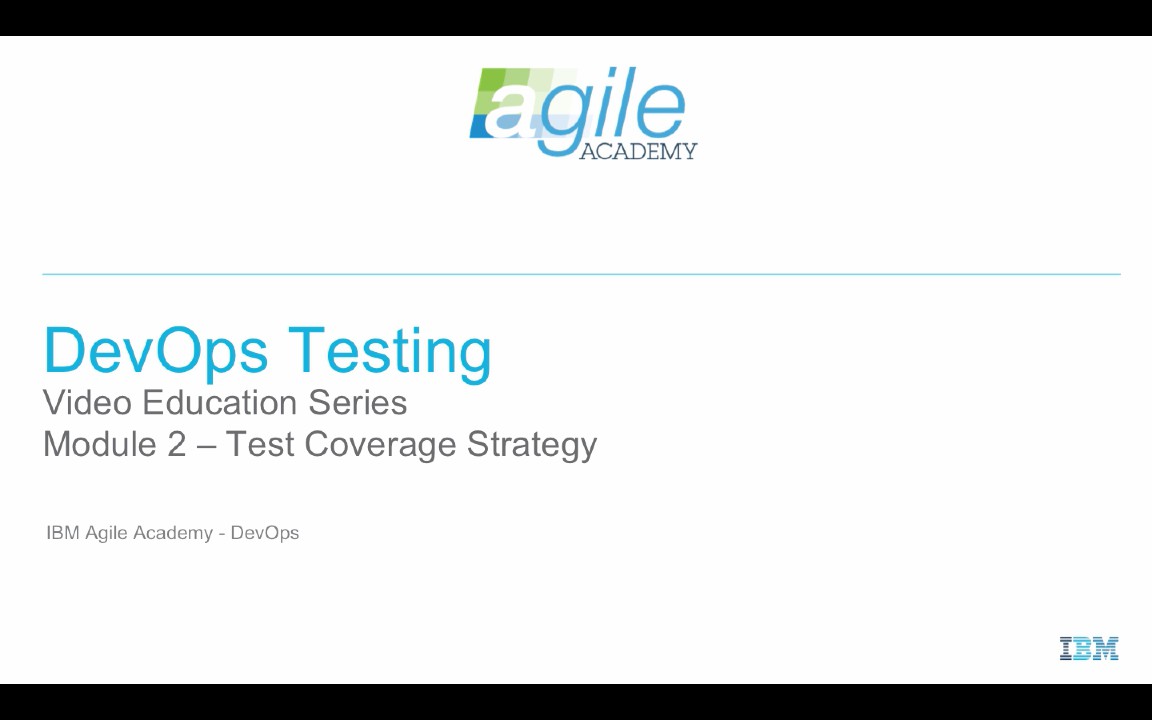 agile
ACADEMY
DevOps Testing
Video Education Series
Module 2 – Test Coverage Strategy
IBM Agile Academy - DevOps
IBM